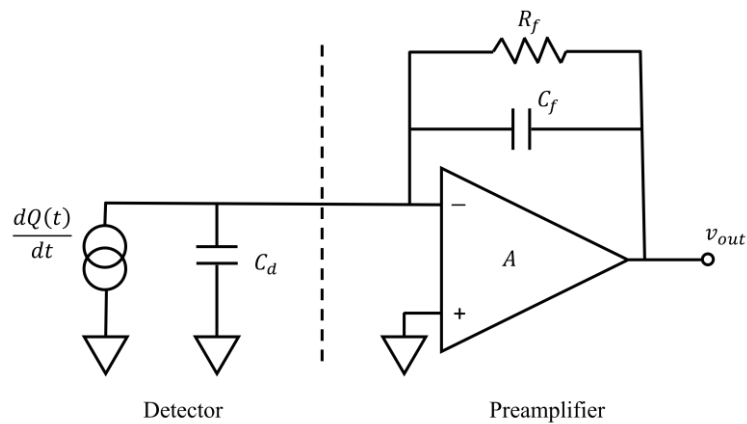 R_f
C_f
dQ(t)
dt
C_d
−
A
+
v_out
Detector
Preamplifier